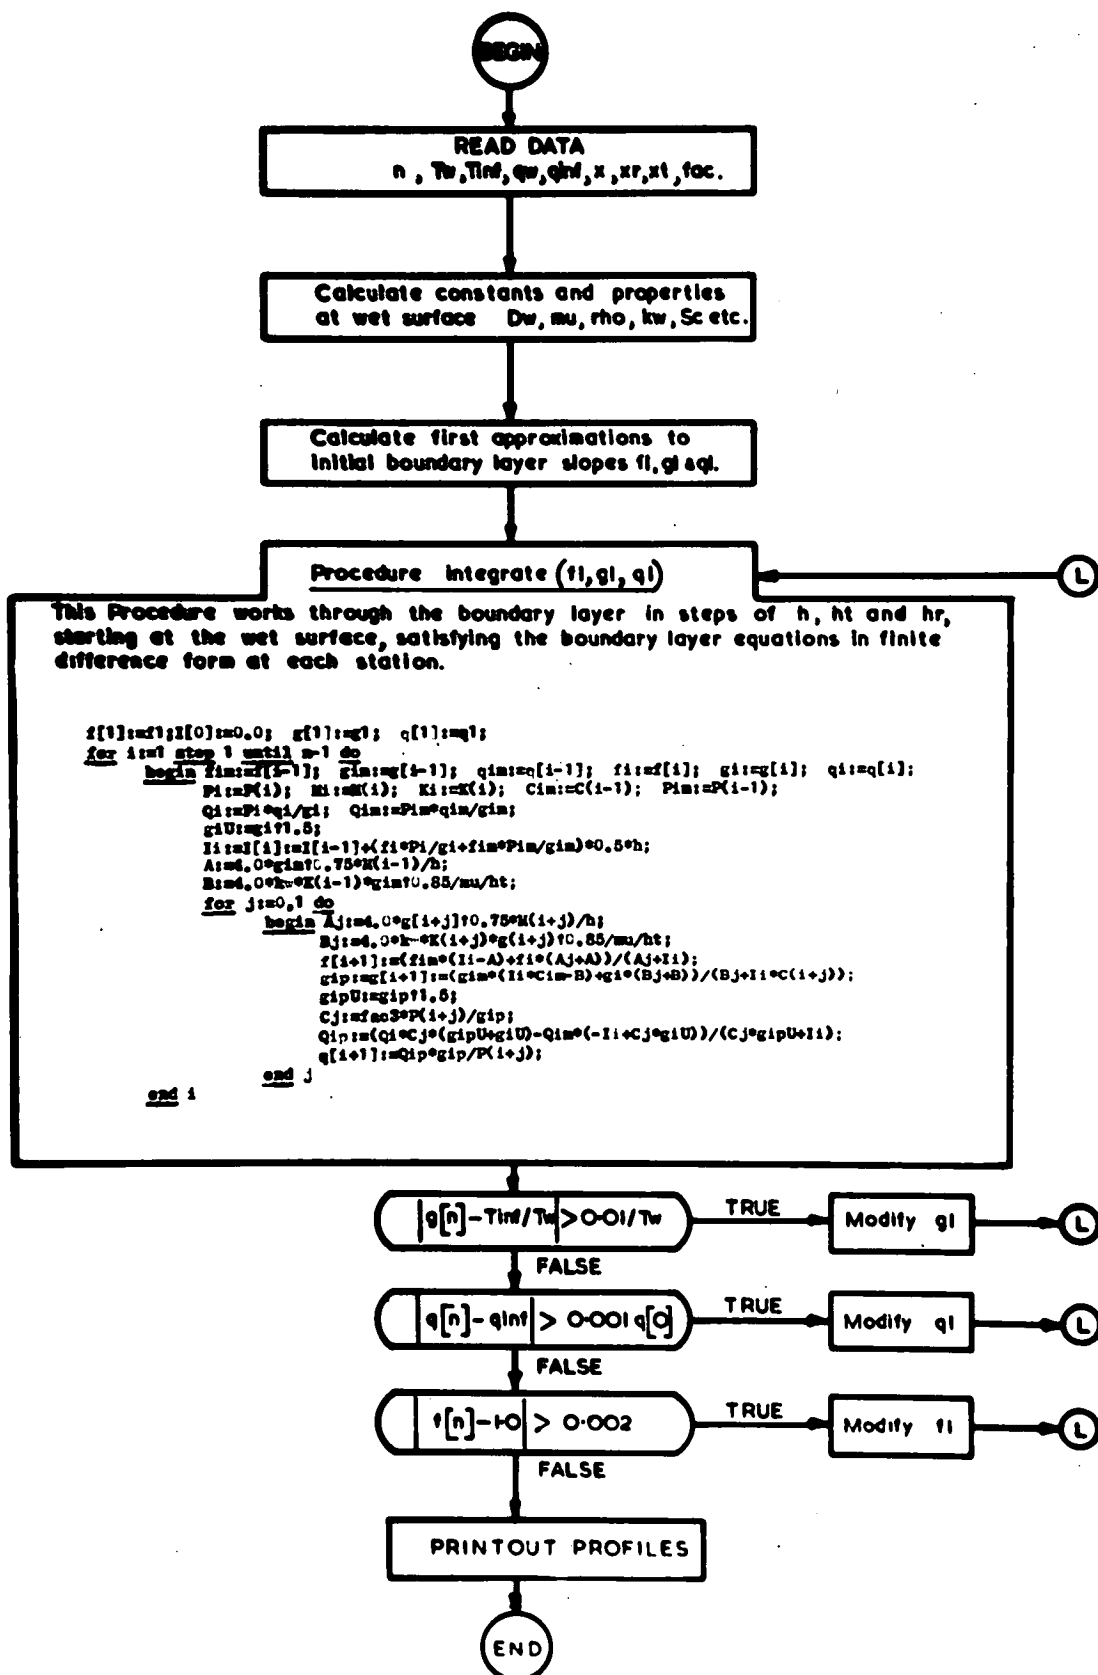 BEGIN
READ DATA
n , Tw, Tinf, qw, qinf, x , xr, xt , fac.
Calculate constants and properties
at wet surface Dw, mu, rho, kw, Sc etc.
Calculate first approximations to
initial boundary layer slopes f1, g1 & q1.
Procedure integrate (f1, g1, q1)
L
This Procedure works through the boundary layer in steps of h, ht and hr,
starting at the wet surface, satisfying the boundary layer equations in finite
difference form at each station.
f[1]:=f1;I[0]:=0.0; g[1]:=g1; q[1]:=q1;
for i:=1 step 1 until n-1 do
begin fim:=f[i-1]; gim:=g[i-1]; qim:=q[i-1]; fi:=f[i]; gi:=g[i]; qi:=q[i];
Pi:=P(i); Mi:=M(i); Ki:=K(i); Cim:=C(i-1); Pim:=P(i-1);
Qi:=Pi*qi/gi; Qim:=Pim*qim/gim;
giU:=gi↑1.5;
Ii:=I[i]:=I[i-1]+(fi*Pi/gi+fim*Pim/gim)*0.5*h;
A:=4.0*gim↑0.75*M(i-1)/h;
B:=4.0*kw*K(i-1)*gim↑0.85/mu/ht;
for j:=0,1 do
begin Aj:=4.0*g[i+j]↑0.75*M(i+j)/h;
Bj:=4.0*k *K(i+j)*g(i+j)↑0.85/mu/ht;
f[i+1]:=(fim*(Ii-A)+fi*(Aj+A))/(Aj+Ii);
gip:=g[i+1]:=(gim*(Ii*Cim-B)+gi*(Bj+B))/(Bj+Ii*C(i+j));
gipU:=gip↑1.5;
Cj:=fac3*P(i+j)/gip;
Qip:=(Qi*Cj*(gipU+giU)-Qim*(-Ii+Cj*giU))/(Cj*gipU+Ii);
q[i+1]:=Qip*gip/P(i+j);
end j
end i
|g[n]-Tinf/Tw|>0·01/Tw
TRUE
Modify g1
L
FALSE
|q[n]-qinf|> 0·001 q[0]
TRUE
Modify q1
L
FALSE
|f[n]-1·0|> 0·002
TRUE
Modify f1
L
FALSE
PRINTOUT PROFILES
END